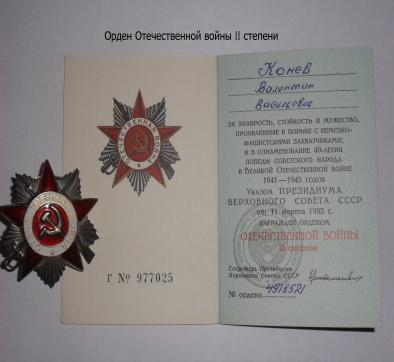 Орден Отечественной войны II степени
ОТЕЧЕСТВЕННАЯ ВОЙНА
Г № 977025
Конев
Валентин
Васильевич
ЗА ХРАБРОСТЬ, СТОЙКОСТЬ И МУЖЕСТВО,
ПРОЯВЛЕННЫЕ В БОРЬБЕ С НЕМЕЦКО-
ФАШИСТСКИМИ ЗАХВАТЧИКАМИ,
И В ОЗНАМЕНОВАНИЕ 40-ЛЕТИЯ
ПОБЕДЫ СОВЕТСКОГО НАРОДА
В ВЕЛИКОЙ ОТЕЧЕСТВЕННОЙ ВОЙНЕ
1941—1945 ГОДОВ
УКАЗОМ ПРЕЗИДИУМА
ВЕРХОВНОГО СОВЕТА СССР
от 11 марта 1985 г.
НАГРАЖДЕН ОРДЕНОМ
ОТЕЧЕСТВЕННОЙ ВОЙНЫ
II степени
Секретарь Президиума
Верховного Совета СССР
№ ордена 4918521